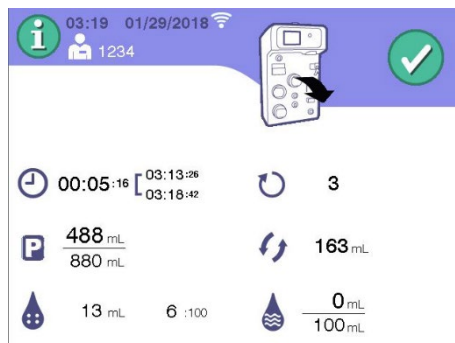 i 03:19 01/29/2018
1234
00:05:16 [ 03:13:26
03:18:42
3
P 488 mL
880 mL
163 mL
13 mL 6 :100
0 mL
100 mL